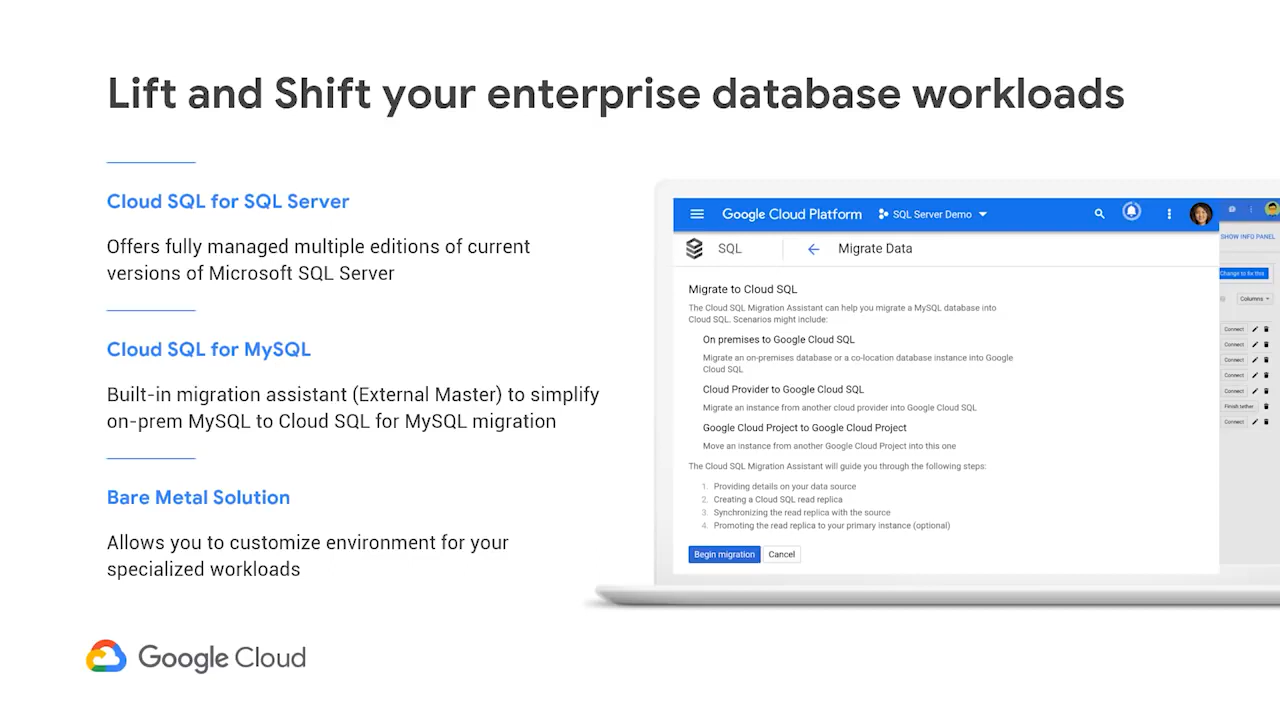 Lift and Shift your enterprise database workloads
Cloud SQL for SQL Server
Offers fully managed multiple editions of current
versions of Microsoft SQL Server
Cloud SQL for MySQL
Built-in migration assistant (External Master) to simplify
on-prem MySQL to Cloud SQL for MySQL migration
Bare Metal Solution
Allows you to customize environment for your
specialized workloads
Google Cloud
Google Cloud Platform SQL Server Demo
SQL Migrate Data
Migrate to Cloud SQL
The Cloud SQL Migration Assistant can help you migrate a MySQL database into
Cloud SQL. Scenarios might include:
On premises to Google Cloud SQL
Migrate an on-premises database or a co-location database instance into Google
Cloud SQL
Cloud Provider to Google Cloud SQL
Migrate an instance from another cloud provider into Google Cloud SQL
Google Cloud Project to Google Cloud Project
Move an instance from another Google Cloud Project into this one
The Cloud SQL Migration Assistant will guide you through the following steps:
1. Providing details on your data source
2. Creating a Cloud SQL read replica
3. Synchronizing the read replica with the source
4. Promoting the read replica to your primary instance (optional)
Begin migration Cancel
SHOW INFO PANEL
Change to fix this
Columns
Connect
Connect
Connect
Connect
Connect
Finish tether
Connect